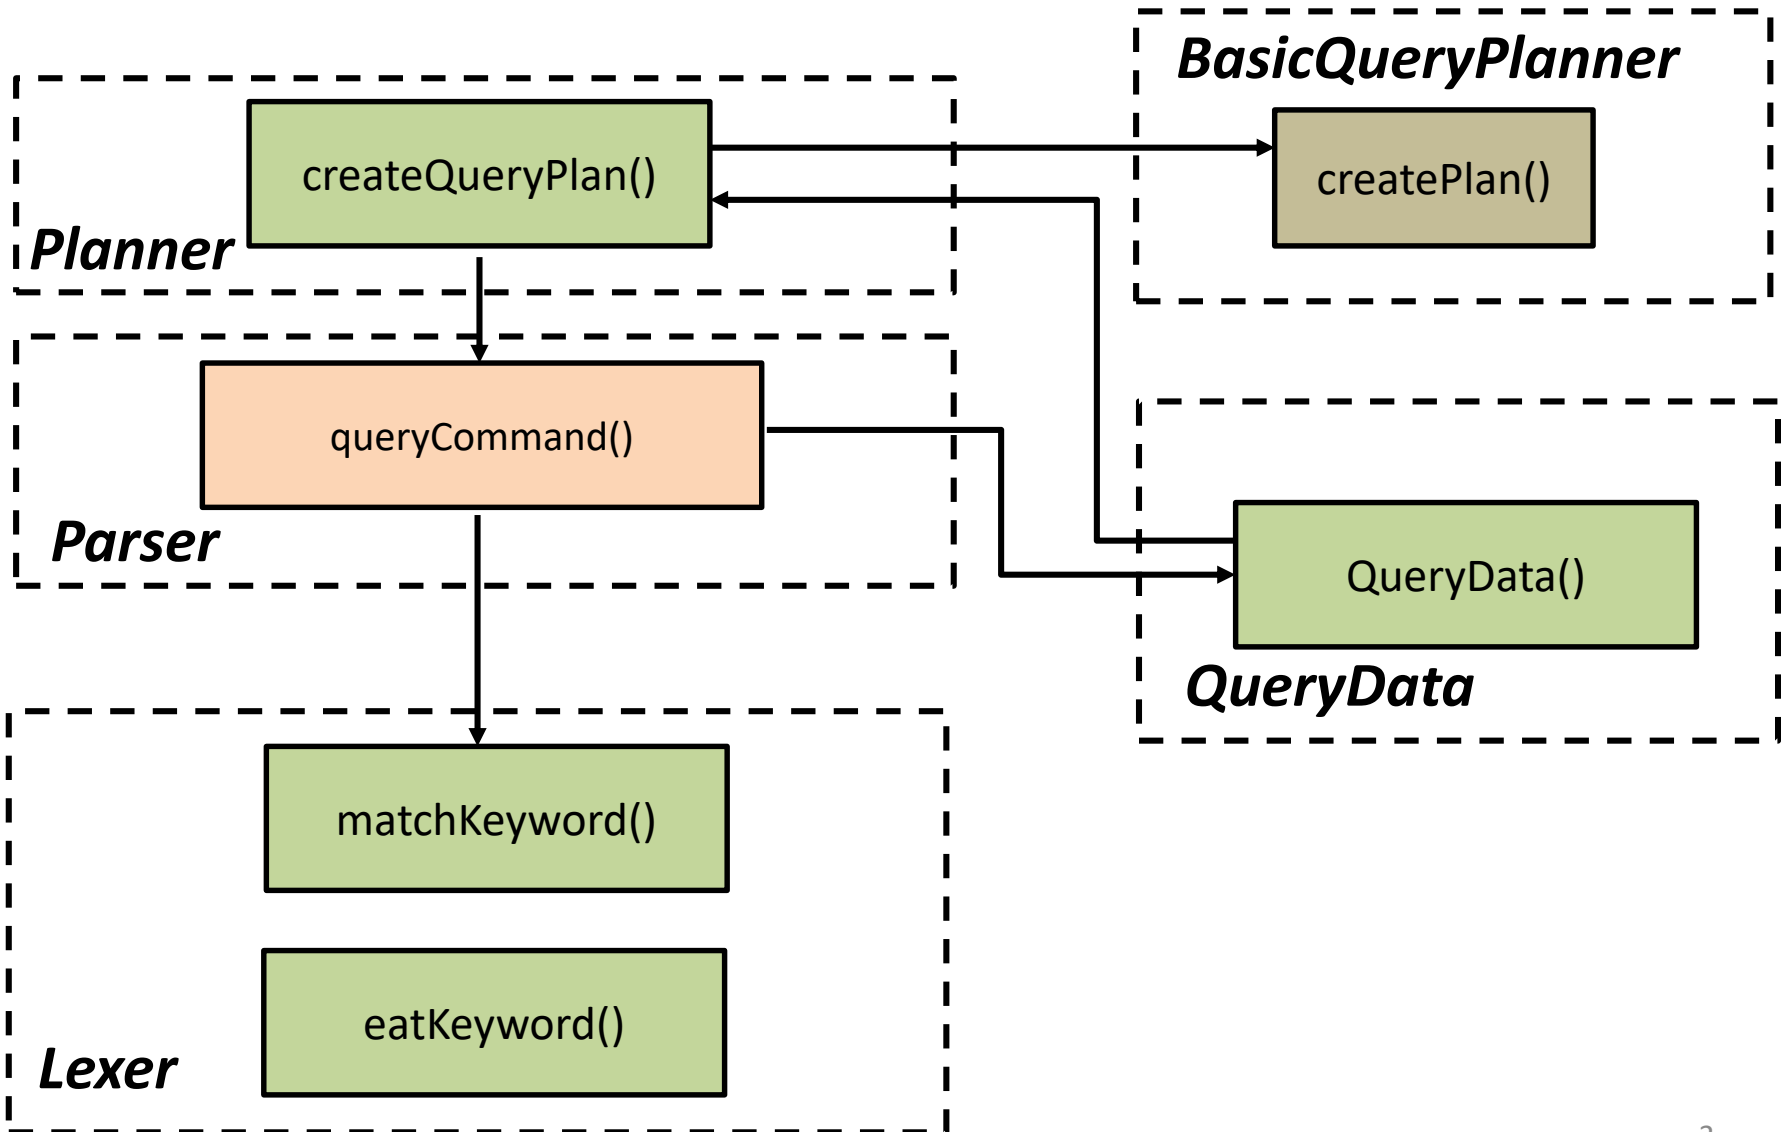 BasicQueryPlanner
createQueryPlan()
createPlan()
Planner
queryCommand()
Parser
QueryData()
QueryData
matchKeyword()
eatKeyword()
Lexer